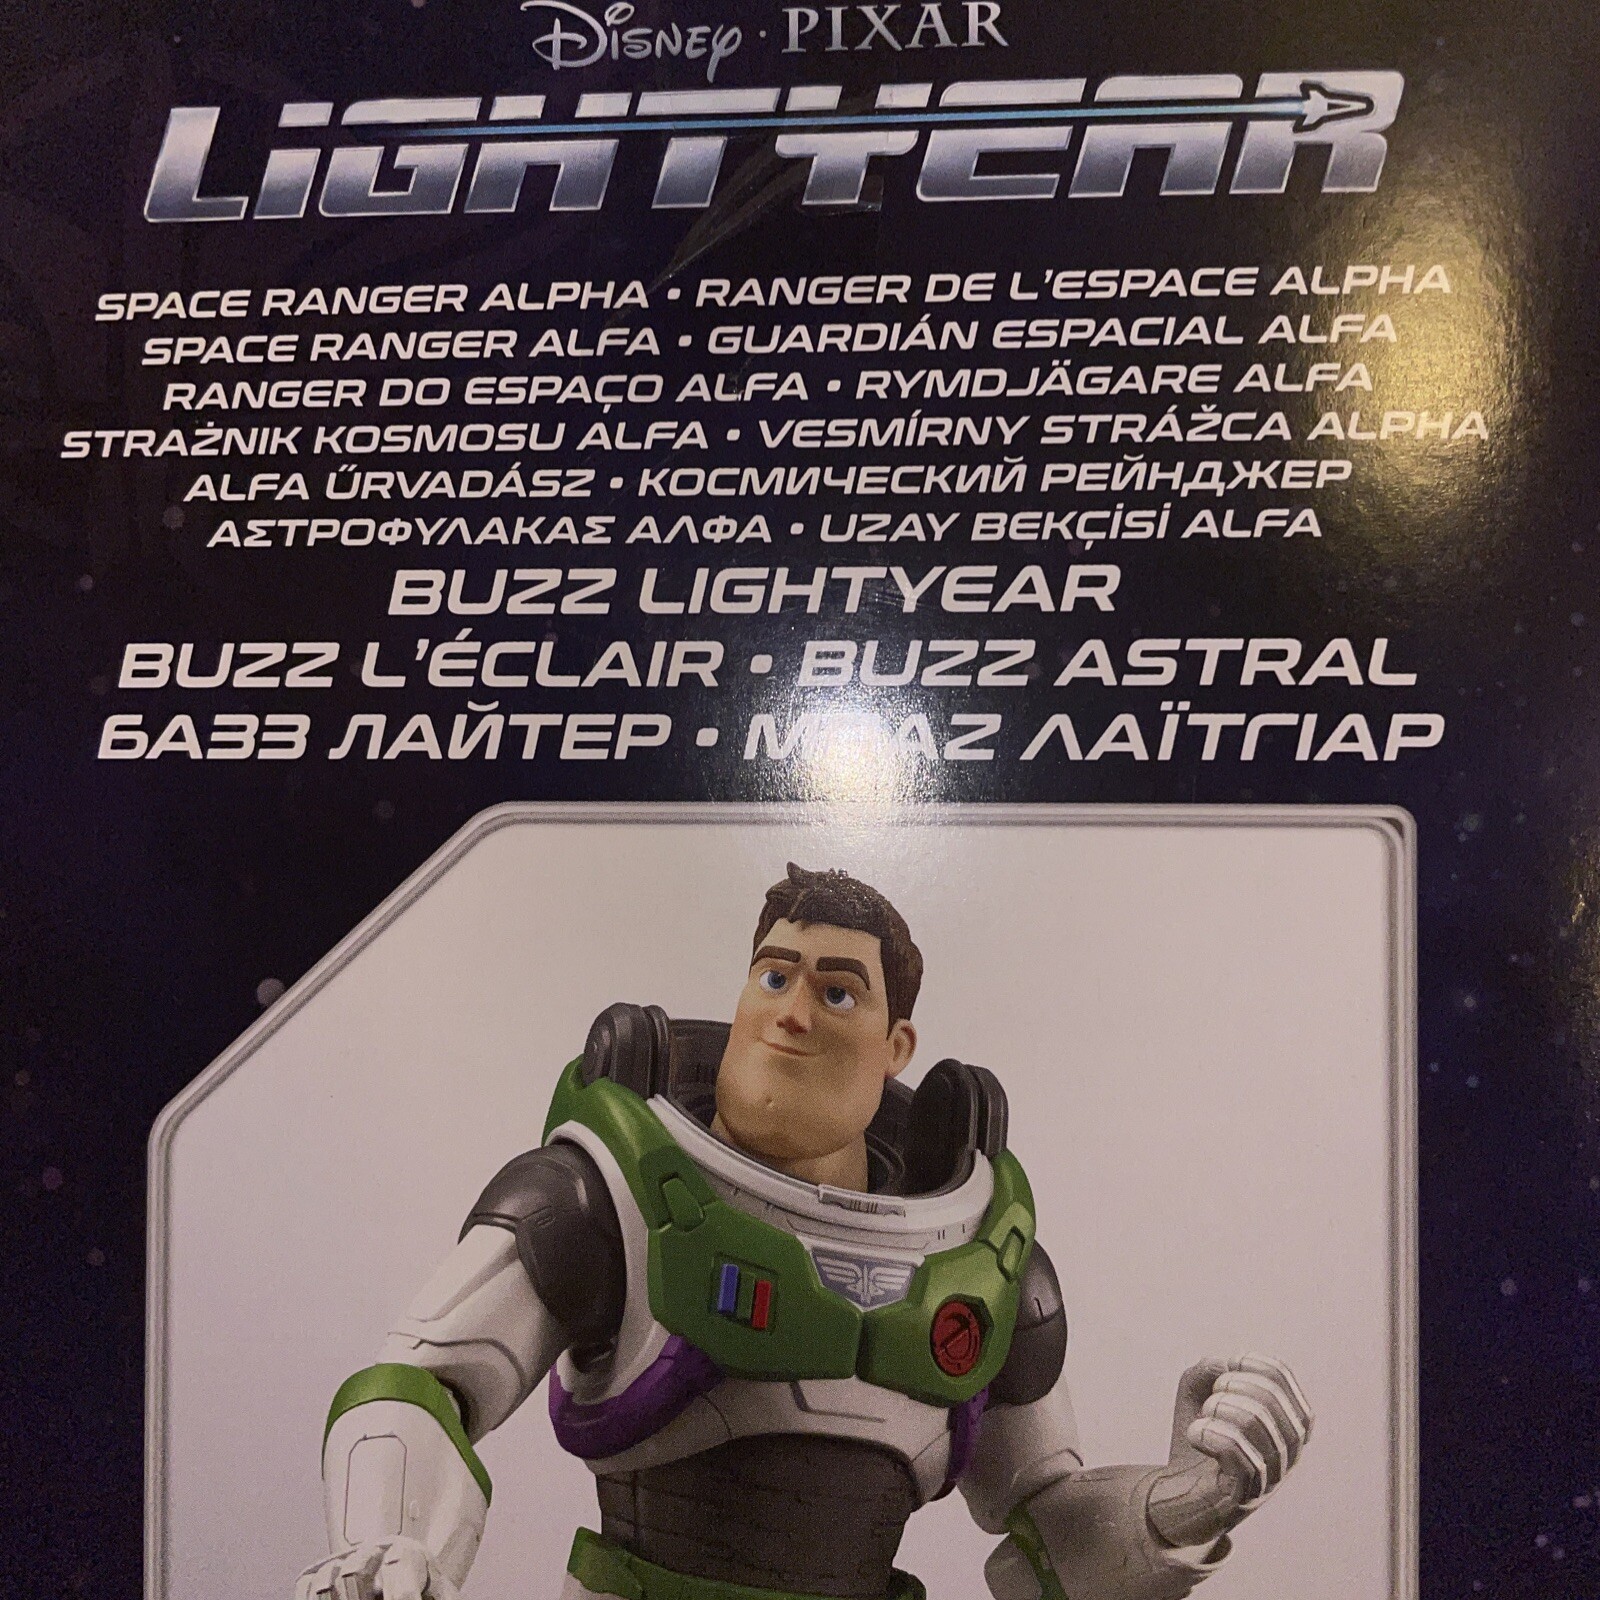 Disney · PIXAR
LIGHTYEAR
SPACE RANGER ALPHA • RANGER DE L'ESPACE ALPHA
SPACE RANGER ALFA • GUARDIÁN ESPACIAL ALFA
RANGER DO ESPAÇO ALFA • RYMDJÄGARE ALFA
STRAŻNIK KOSMOSU ALFA • VESMÍRNY STRÁŽCA ALPHA
ALFA ŰRVADÁSZ • КОСМИЧЕСКИЙ РЕЙНДЖЕР
ΑΣΤΡΟΦΥΛΑΚΑΣ ΑΛΦΑ • UZAY BEKÇİSİ ALFA
BUZZ LIGHTYEAR
BUZZ L'ÉCLAIR • BUZZ ASTRAL
БАЗЗ ЛАЙТЕР • ΛΑΪΤΓΙΑΡ